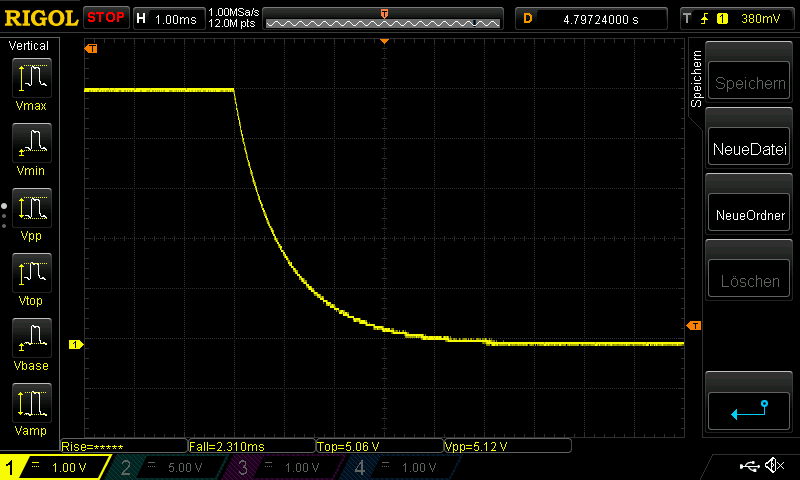 RIGOL STOP H 1.00ms 1.00MSa/s 12.0M pts T D 4.79724000 s T 1 380mV
Vertical
Vmax
Vmin
Vpp
Vtop
Vbase
Vamp
T
1
T
Speichern
Speichern
NeueDatei
NeueOrdner
Löschen
Rise=***** Fall=2.310ms Top=5.06 V Vpp=5.12 V
1 1.00 V 2 5.00 V 3 1.00 V 4 1.00 V